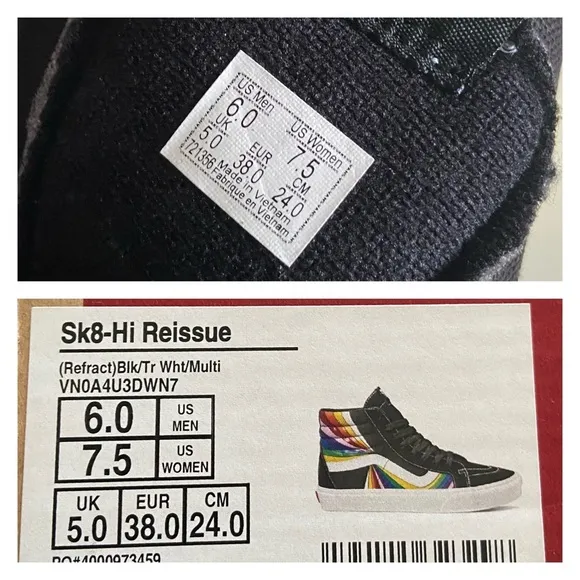 US Men US Women
6.0 7.5
UK EUR CM
5.0 38.0 24.0
721356 Made in Vietnam
Fabrique en Vietnam
Sk8-Hi Reissue
(Refract)Blk/Tr Wht/Multi
VN0A4U3DWN7
6.0 US MEN
7.5 US WOMEN
UK EUR CM
5.0 38.0 24.0
PO#4000973459